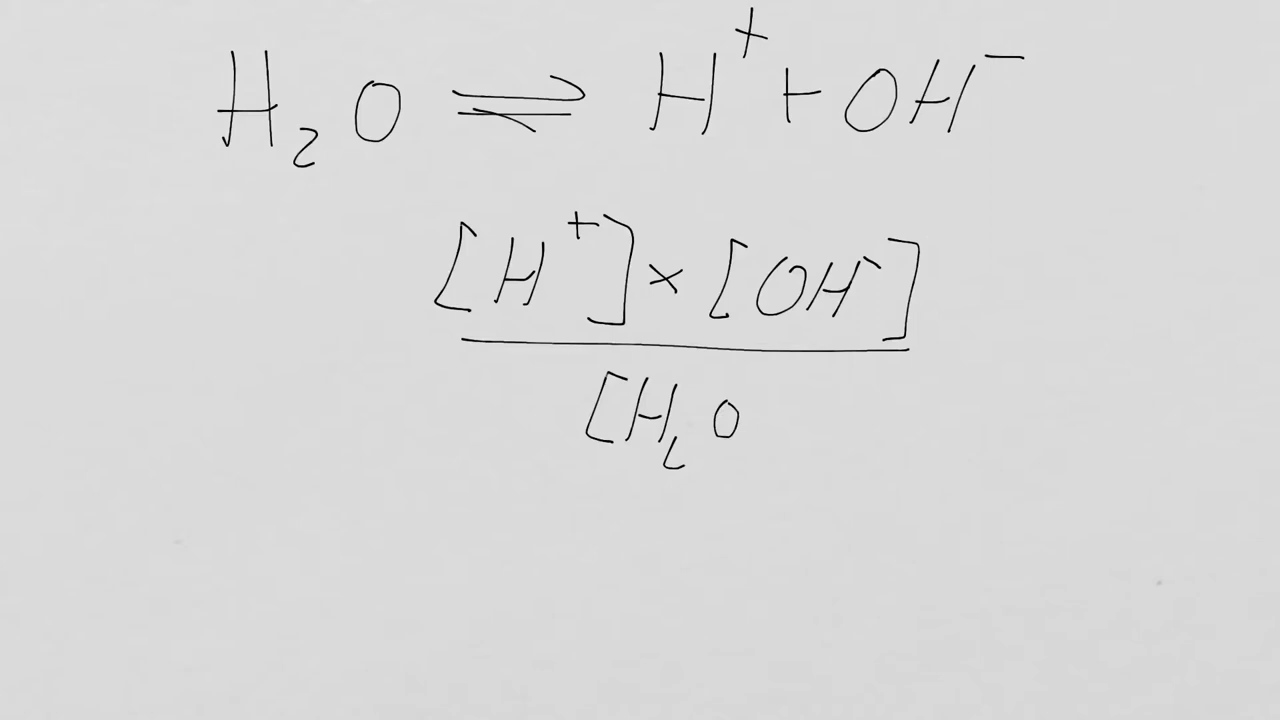 H₂O ⇌ H⁺ + OH⁻
[H⁺] × [OH⁻]
[H₂O